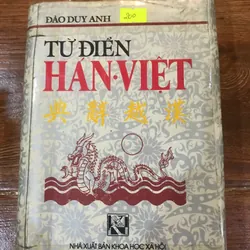 ĐÀO DUY ANH
200
TỪ ĐIỂN
HÁN·VIỆT
典辭越漢
NHÀ XUẤT BẢN KHOA HỌC XÃ HỘI